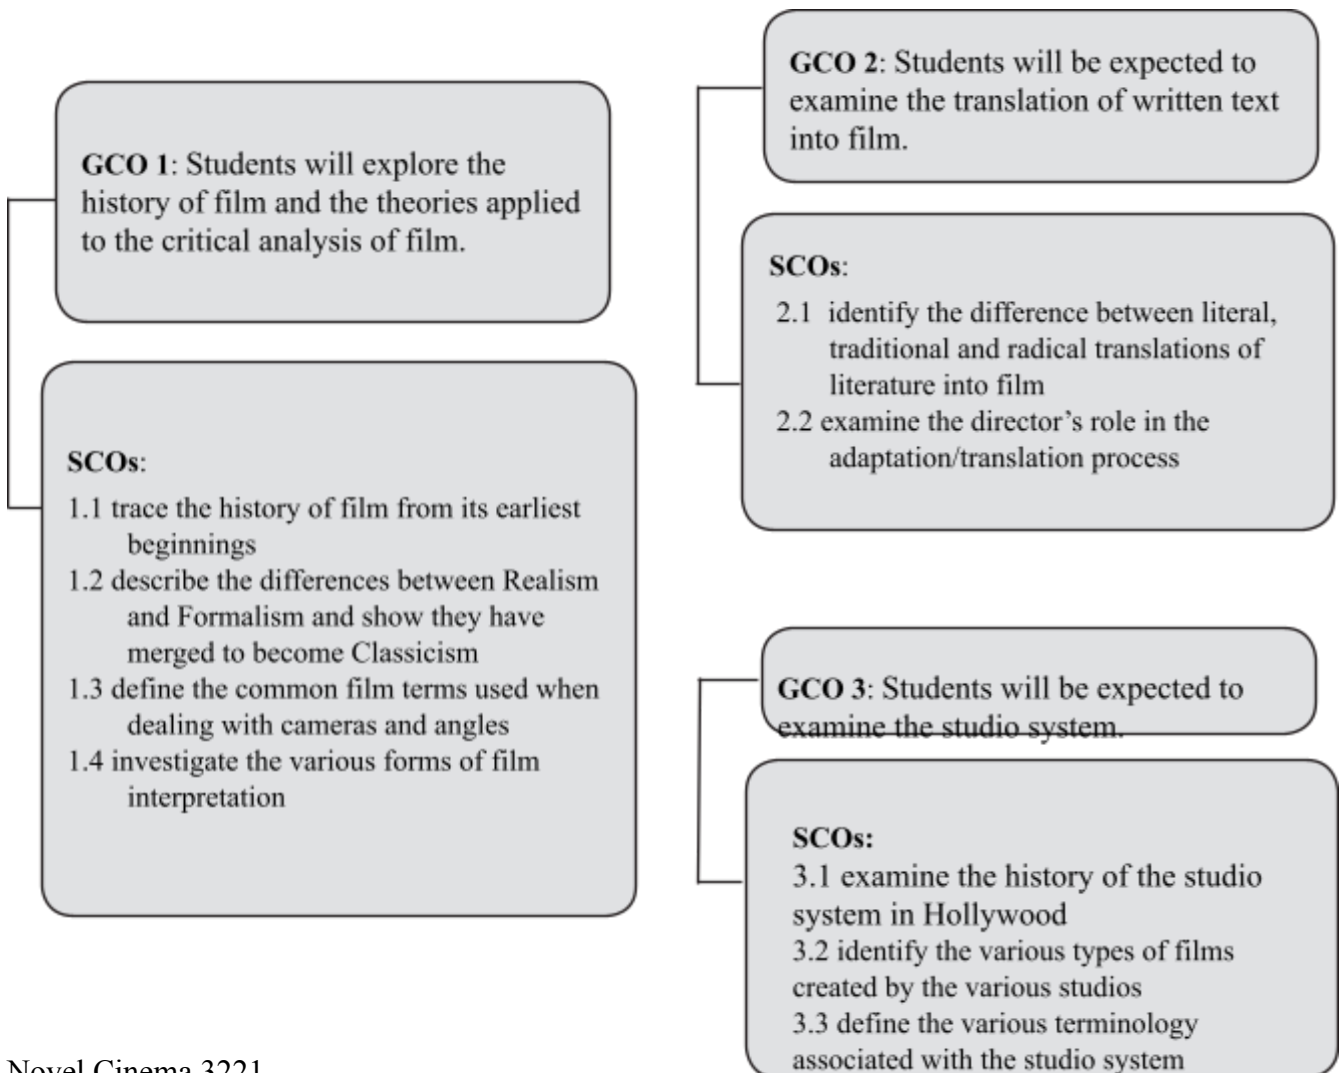 GCO 1: Students will explore the
history of film and the theories applied
to the critical analysis of film.
SCOs:
1.1 trace the history of film from its earliest
beginnings
1.2 describe the differences between Realism
and Formalism and show they have
merged to become Classicism
1.3 define the common film terms used when
dealing with cameras and angles
1.4 investigate the various forms of film
interpretation
GCO 2: Students will be expected to
examine the translation of written text
into film.
SCOs:
2.1 identify the difference between literal,
traditional and radical translations of
literature into film
2.2 examine the director’s role in the
adaptation/translation process
GCO 3: Students will be expected to
examine the studio system.
SCOs:
3.1 examine the history of the studio
system in Hollywood
3.2 identify the various types of films
created by the various studios
3.3 define the various terminology
associated with the studio system
Novel Cinema 3221